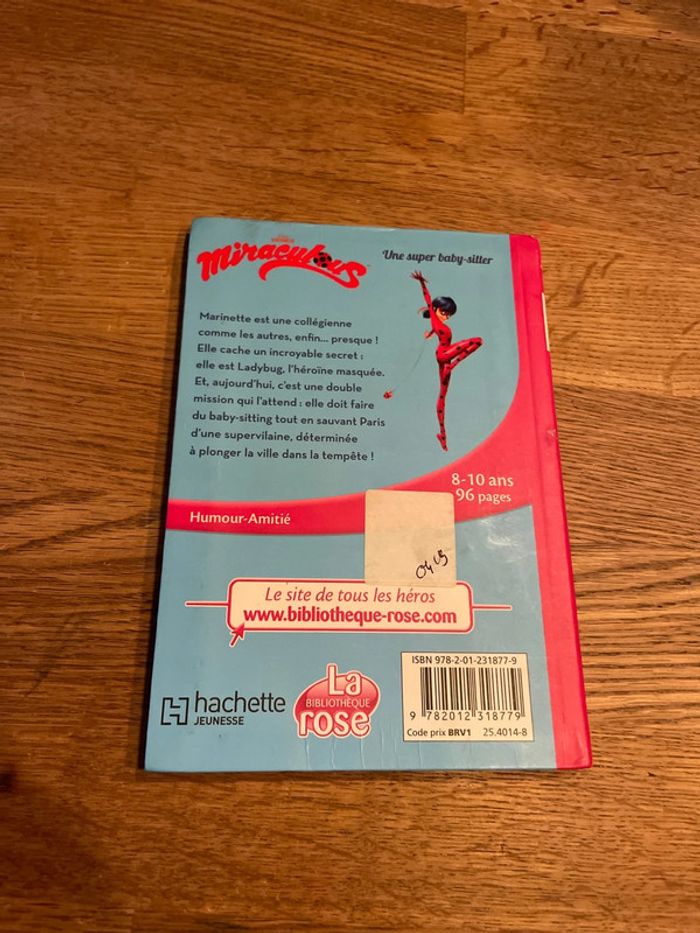 Miraculous
Une super baby-sitter
Marinette est une collégienne
comme les autres, enfin... presque !
Elle cache un incroyable secret :
elle est Ladybug, l'héroïne masquée.
Et, aujourd'hui, c'est une double
mission qui l'attend : elle doit faire
du baby-sitting tout en sauvant Paris
d'une supervilaine, déterminée
à plonger la ville dans la tempête !
8-10 ans
96 pages
Humour-Amitié
Le site de tous les héros
www.bibliotheque-rose.com
hachette
JEUNESSE
La
BIBLIOTHÈQUE
rose
ISBN 978-2-01-231877-9
9 782012 318779
Code prix BRV1 25.4014-8